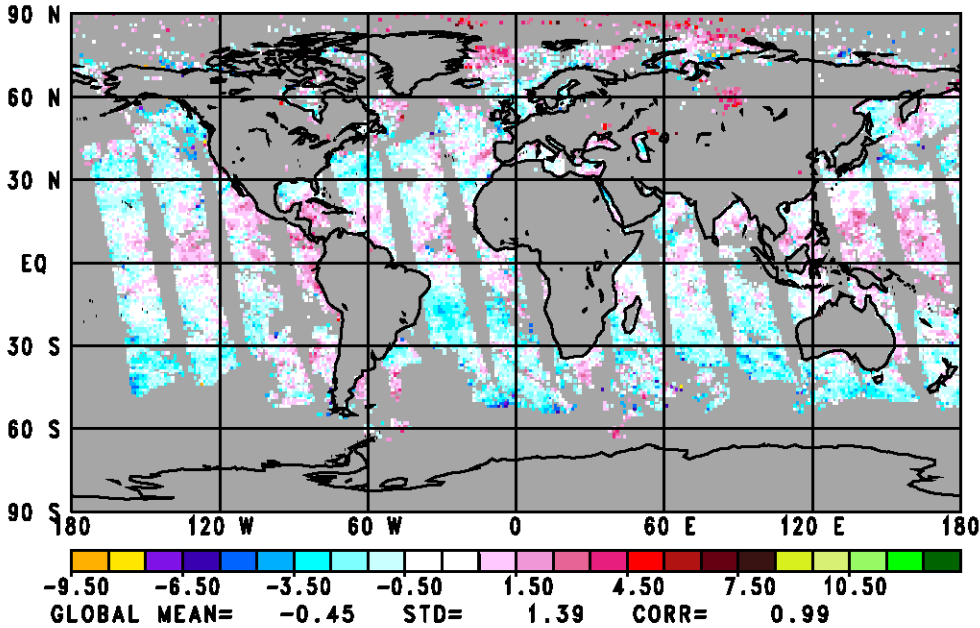 90 N
60 N
30 N
EQ
30 S
60 S
90 S
180 120 W 60 W 0 60 E 120 E 180
-9.50 -6.50 -3.50 -0.50 1.50 4.50 7.50 10.50
GLOBAL MEAN= -0.45 STD= 1.39 CORR= 0.99